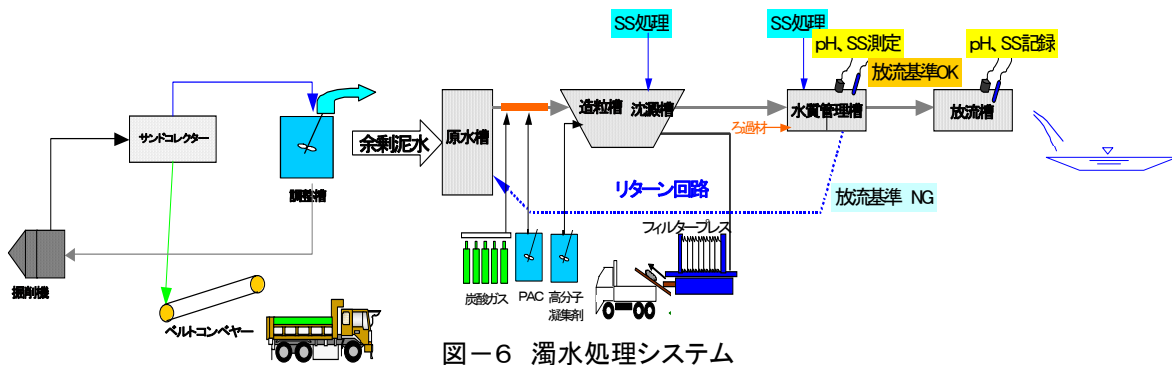 SS処理
SS処理
pH、SS測定
pH、SS記録
放流基準OK
サンドコレクター
調整槽
余剰泥水
原水槽
造粒槽
沈澱槽
水質管理槽
放流槽
ろ過材
リターン回路
放流基準 NG
掘削機
ベルトコンベヤー
炭酸ガス
PAC
高分子
凝集剤
フィルタープレス
図－6 濁水処理システム